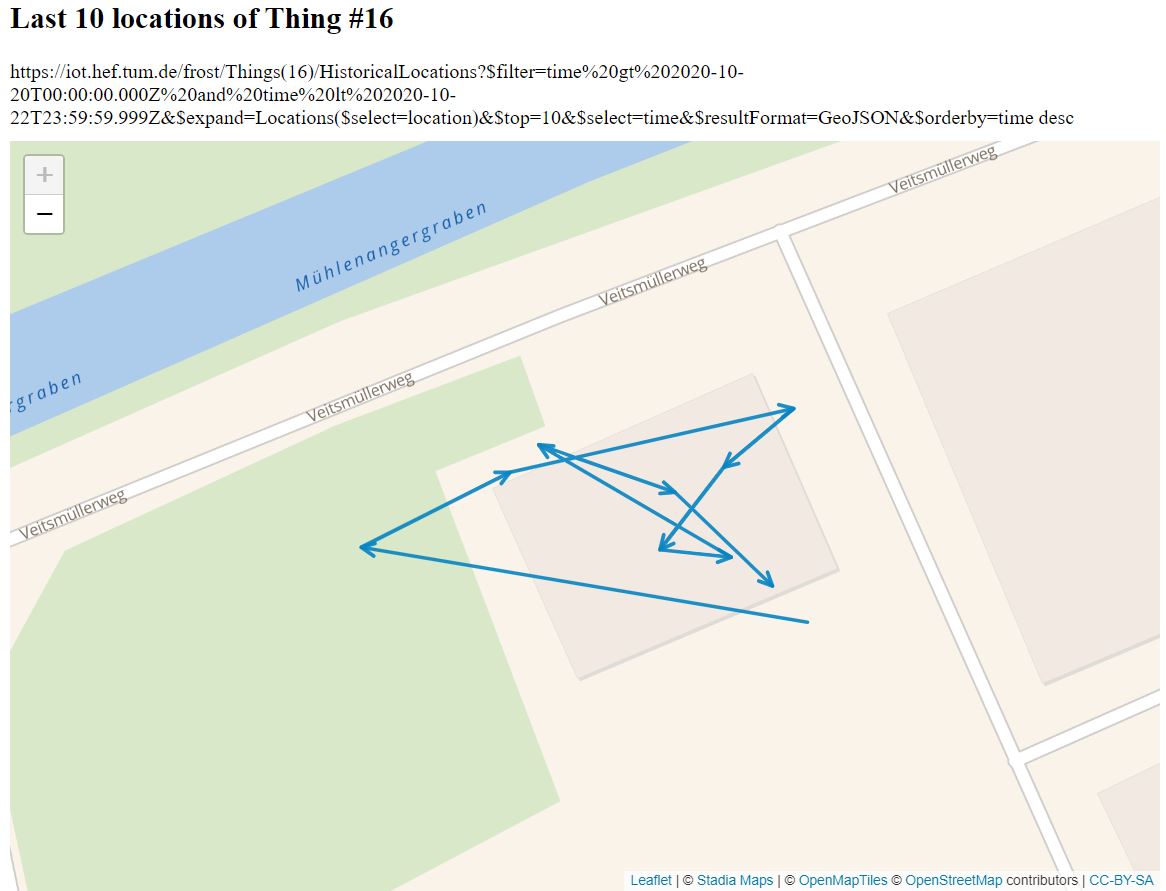 Last 10 locations of Thing #16
https://iot.hef.tum.de/frost/Things(16)/HistoricalLocations?$filter=time%20gt%202020-10-
20T00:00:00.000Z%20and%20time%20lt%202020-10-
22T23:59:59.999Z&$expand=Locations($select=location)&$top=10&$select=time&$resultFormat=GeoJSON&$orderby=time desc
+
−
Veitsmüllerweg
Mühlenangergraben
Veitsmüllerweg
rgraben
Veitsmüllerweg
Veitsmüllerweg
Leaflet | © Stadia Maps | © OpenMapTiles © OpenStreetMap contributors | CC-BY-SA